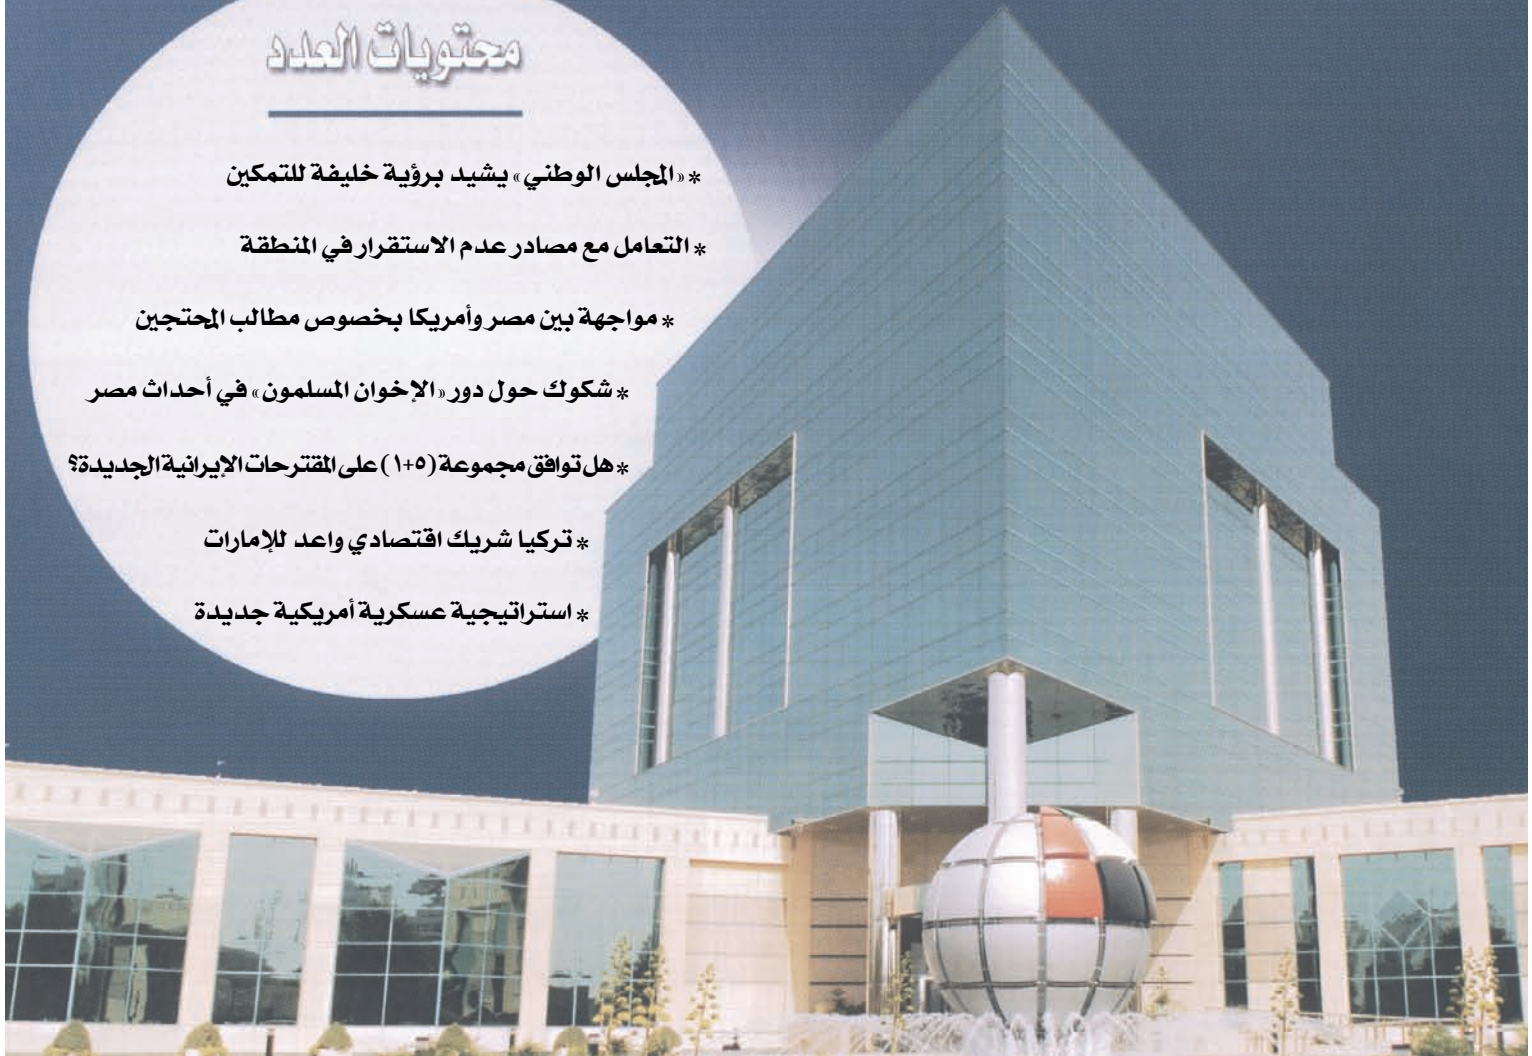 محتويات العدد
* «المجلس الوطني» يشيد برؤية خليفة للتمكين
* التعامل مع مصادر عدم الاستقرار في المنطقة
* مواجهة بين مصر وأمريكا بخصوص مطالب المحتجين
* شكوك حول دور «الإخوان المسلمون» في أحداث مصر
* هل توافق مجموعة (٥+١) على المقترحات الإيرانية الجديدة؟
* تركيا شريك اقتصادي واعد للإمارات
* استراتيجية عسكرية أمريكية جديدة